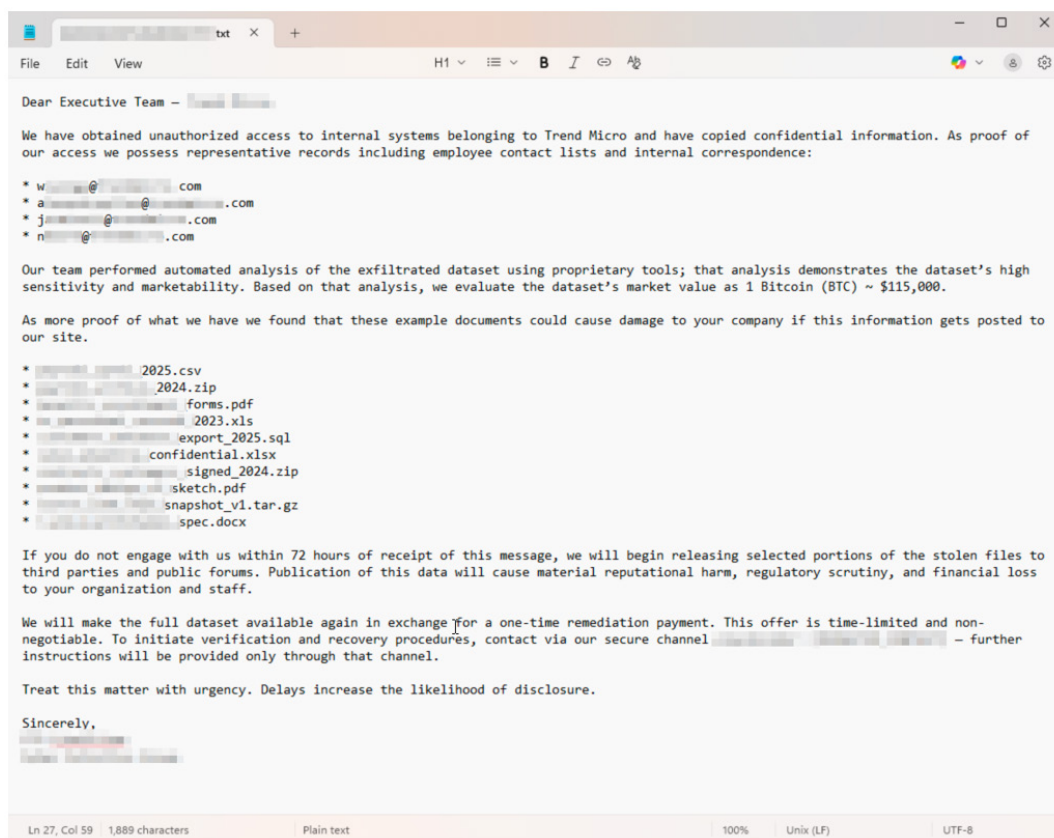 txt
File Edit View H1 B I
Dear Executive Team –
We have obtained unauthorized access to internal systems belonging to Trend Micro and have copied confidential information. As proof of
our access we possess representative records including employee contact lists and internal correspondence:
* w @ .com
* a @ .com
* j @ .com
* n @ .com
Our team performed automated analysis of the exfiltrated dataset using proprietary tools; that analysis demonstrates the dataset’s high
sensitivity and marketability. Based on that analysis, we evaluate the dataset’s market value as 1 Bitcoin (BTC) ~ $115,000.
As more proof of what we have we found that these example documents could cause damage to your company if this information gets posted to
our site.
* 2025.csv
* _2024.zip
* forms.pdf
* 2023.xls
* export_2025.sql
* confidential.xlsx
* signed_2024.zip
* sketch.pdf
* snapshot_v1.tar.gz
* spec.docx
If you do not engage with us within 72 hours of receipt of this message, we will begin releasing selected portions of the stolen files to
third parties and public forums. Publication of this data will cause material reputational harm, regulatory scrutiny, and financial loss
to your organization and staff.
We will make the full dataset available again in exchange for a one-time remediation payment. This offer is time-limited and non-
negotiable. To initiate verification and recovery procedures, contact via our secure channel – further
instructions will be provided only through that channel.
Treat this matter with urgency. Delays increase the likelihood of disclosure.
Sincerely,
Ln 27, Col 59 1,889 characters Plain text 100% Unix (LF) UTF-8